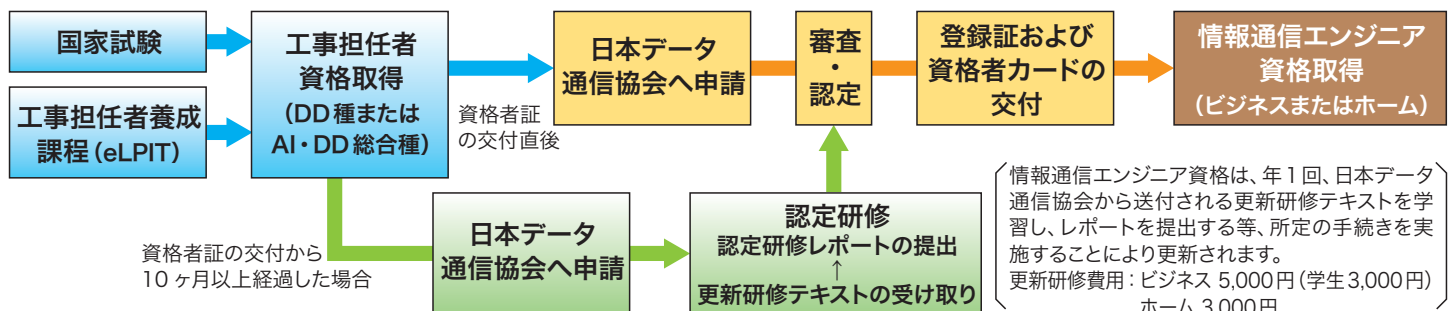 国家試験
工事担任者養成
課程(eLPIT)
工事担任者
資格取得
(DD種または
AI・DD総合種)
資格者証
の交付直後
日本データ
通信協会へ申請
審査
・
認定
登録証および
資格者カードの
交付
情報通信エンジニア
資格取得
(ビジネスまたはホーム)
資格者証の交付から
10ヶ月以上経過した場合
日本データ
通信協会へ申請
認定研修
認定研修レポートの提出
↑
更新研修テキストの受け取り
情報通信エンジニア資格は、年1回、日本データ
通信協会から送付される更新研修テキストを学
習し、レポートを提出する等、所定の手続きを実
施することにより更新されます。
更新研修費用:ビジネス 5,000円(学生3,000円)
ホーム 3,000円